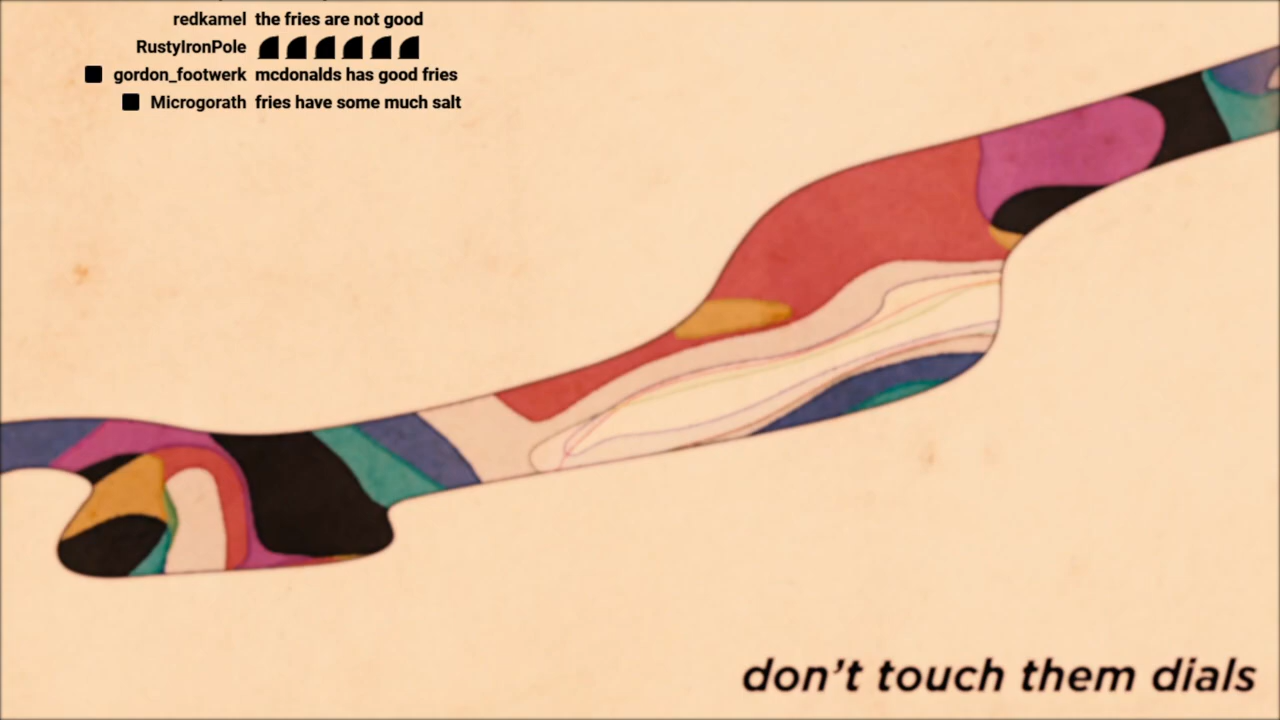 redkamel the fries are not good
RustyIronPole
gordon_footwerk mcdonalds has good fries
Microgorath fries have some much salt
don't touch them dials